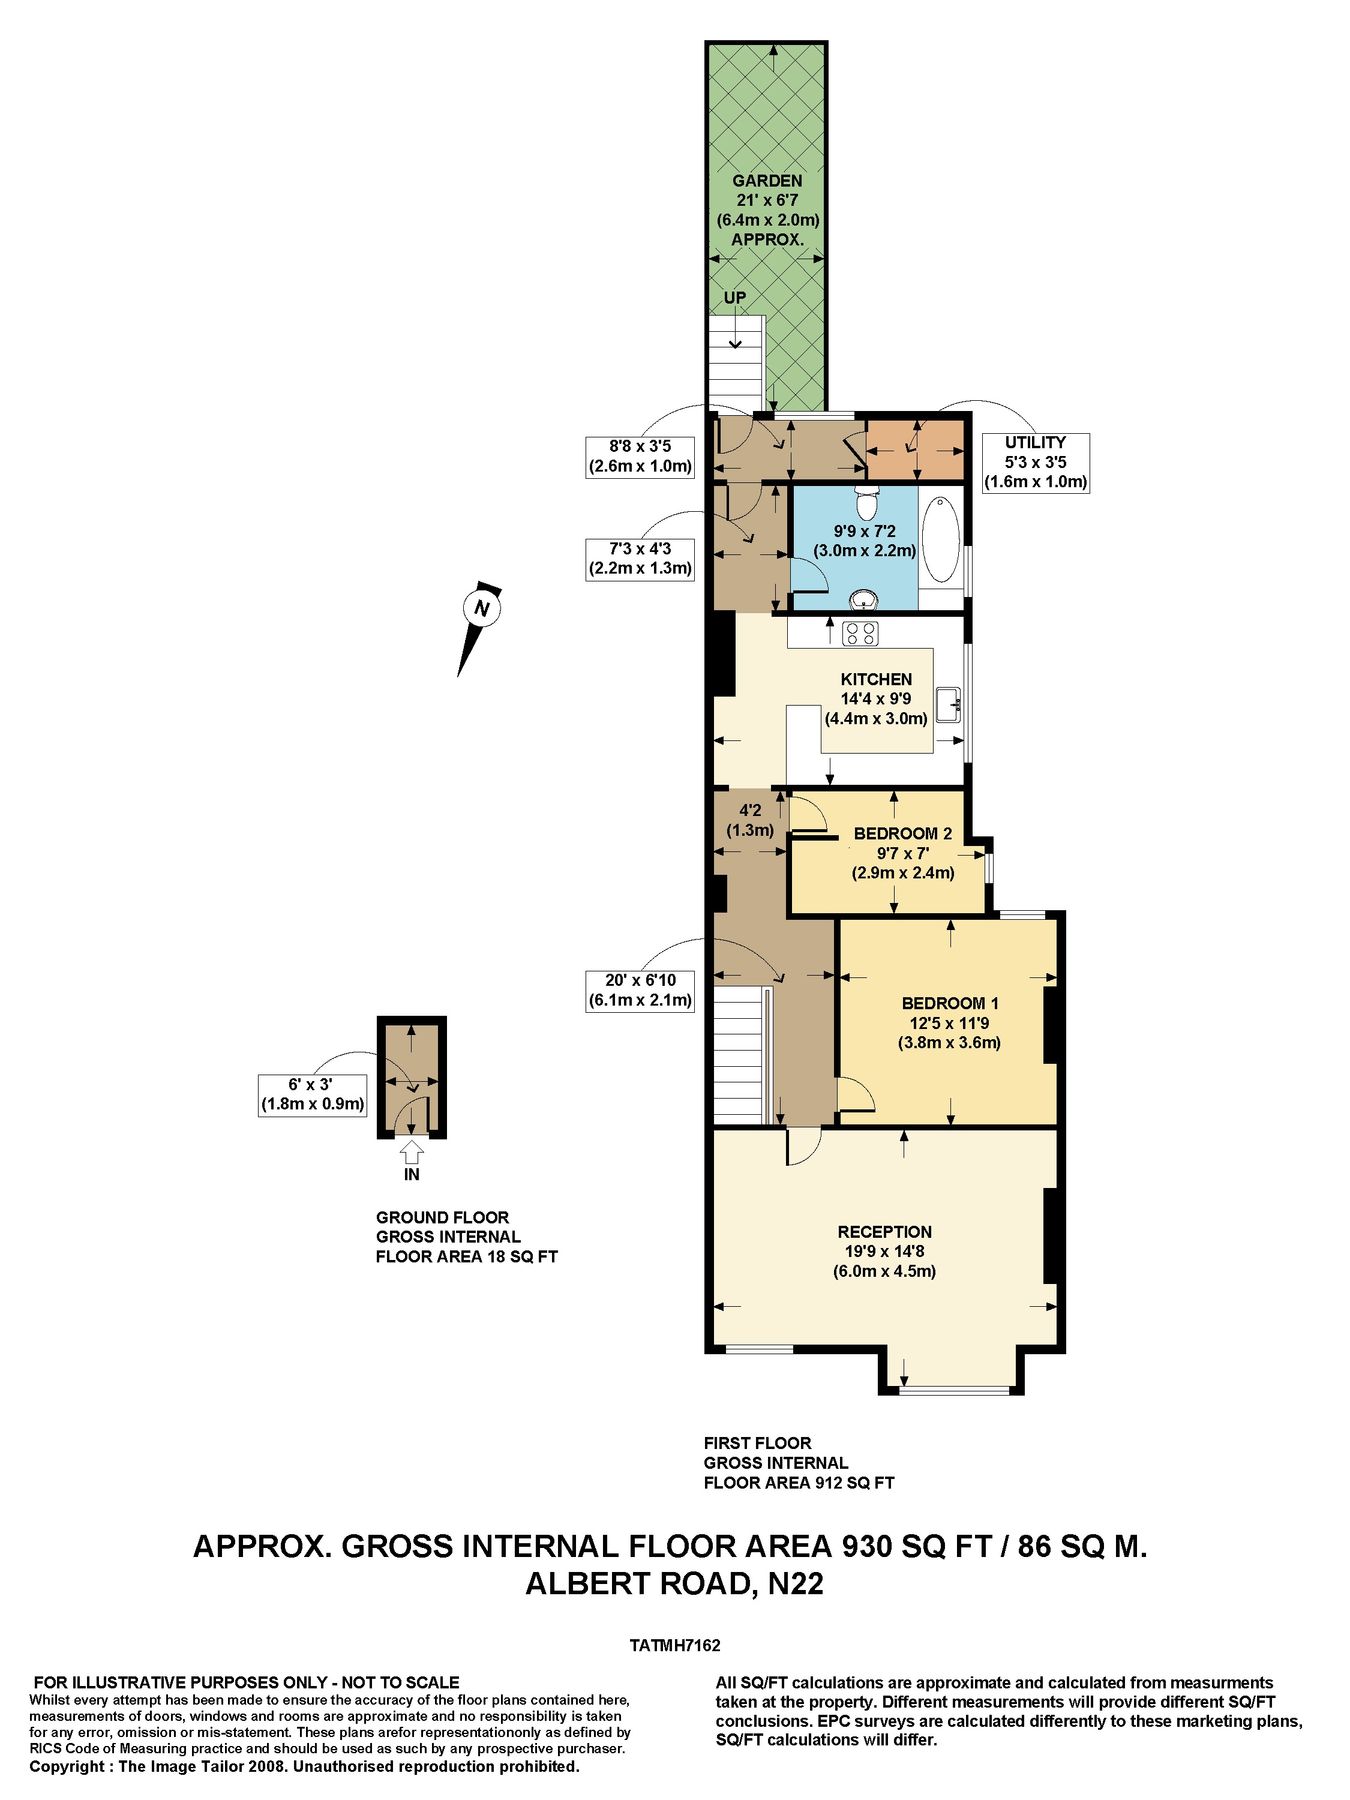 GARDEN
21' x 6'7
(6.4m x 2.0m)
APPROX.
UP
8'8 x 3'5
(2.6m x 1.0m)
UTILITY
5'3 x 3'5
(1.6m x 1.0m)
7'3 x 4'3
(2.2m x 1.3m)
9'9 x 7'2
(3.0m x 2.2m)
N
KITCHEN
14'4 x 9'9
(4.4m x 3.0m)
4'2
(1.3m)
BEDROOM 2
9'7 x 7'
(2.9m x 2.4m)
20' x 6'10
(6.1m x 2.1m)
BEDROOM 1
12'5 x 11'9
(3.8m x 3.6m)
6' x 3'
(1.8m x 0.9m)
IN
GROUND FLOOR
GROSS INTERNAL
FLOOR AREA 18 SQ FT
RECEPTION
19'9 x 14'8
(6.0m x 4.5m)
FIRST FLOOR
GROSS INTERNAL
FLOOR AREA 912 SQ FT
APPROX. GROSS INTERNAL FLOOR AREA 930 SQ FT / 86 SQ M.
ALBERT ROAD, N22
TATMH7162
FOR ILLUSTRATIVE PURPOSES ONLY - NOT TO SCALE
Whilst every attempt has been made to ensure the accuracy of the floor plans contained here,
measurements of doors, windows and rooms are approximate and no responsibility is taken
for any error, omission or mis-statement. These plans arefor representationonly as defined by
RICS Code of Measuring practice and should be used as such by any prospective purchaser.
Copyright : The Image Tailor 2008. Unauthorised reproduction prohibited.
All SQ/FT calculations are approximate and calculated from measurments
taken at the property. Different measurements will provide different SQ/FT
conclusions. EPC surveys are calculated differently to these marketing plans,
SQ/FT calculations will differ.